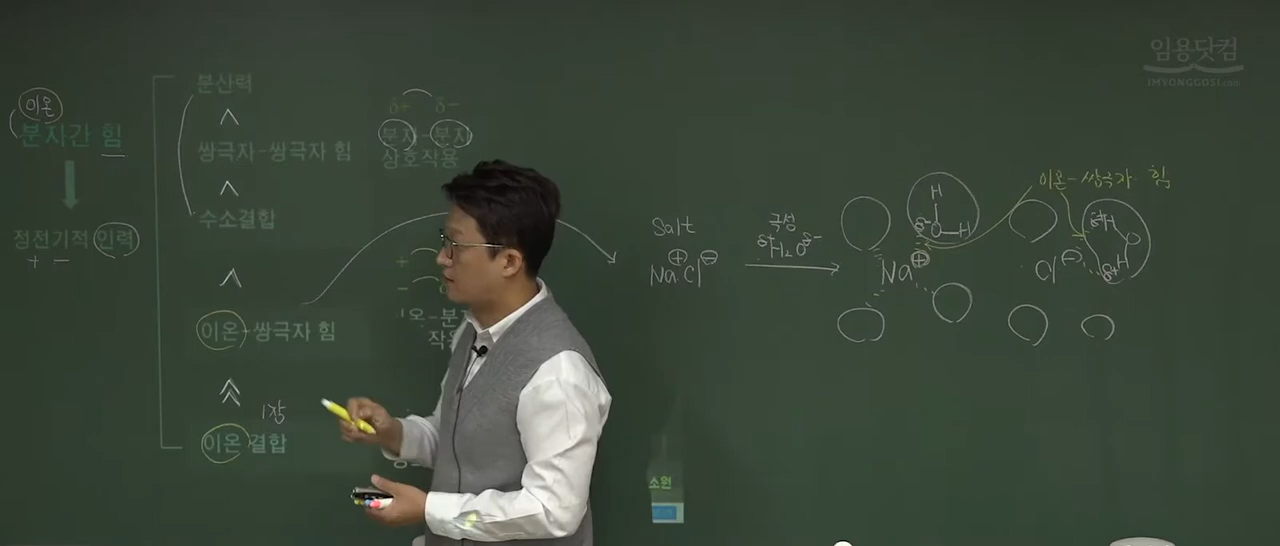 임용닷컴
IMYONGGOSI.com
이온
분자간 힘
정전기적 인력
+ −
분산력
<
쌍극자-쌍극자 힘
<
수소결합
<
이온-쌍극자 힘
≪
1장
이온 결합
δ+ δ−
분자-분자
상호작용
+
−
Salt
Na⊕Cl⊖
극성
δ+H₂Oδ−
이온-쌍극자 힘
H
δ−O−H
Na⊕
Cl⊖
δ+H
O
δ+H
소원